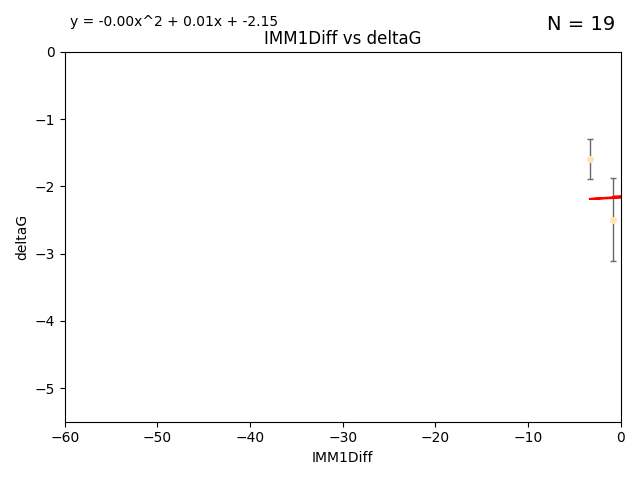 y = -0.00x^2 + 0.01x + -2.15
N = 19
IMM1Diff vs deltaG
0
−1
−2
−3
−4
−5
deltaG
−60 −50 −40 −30 −20 −10 0
IMM1Diff